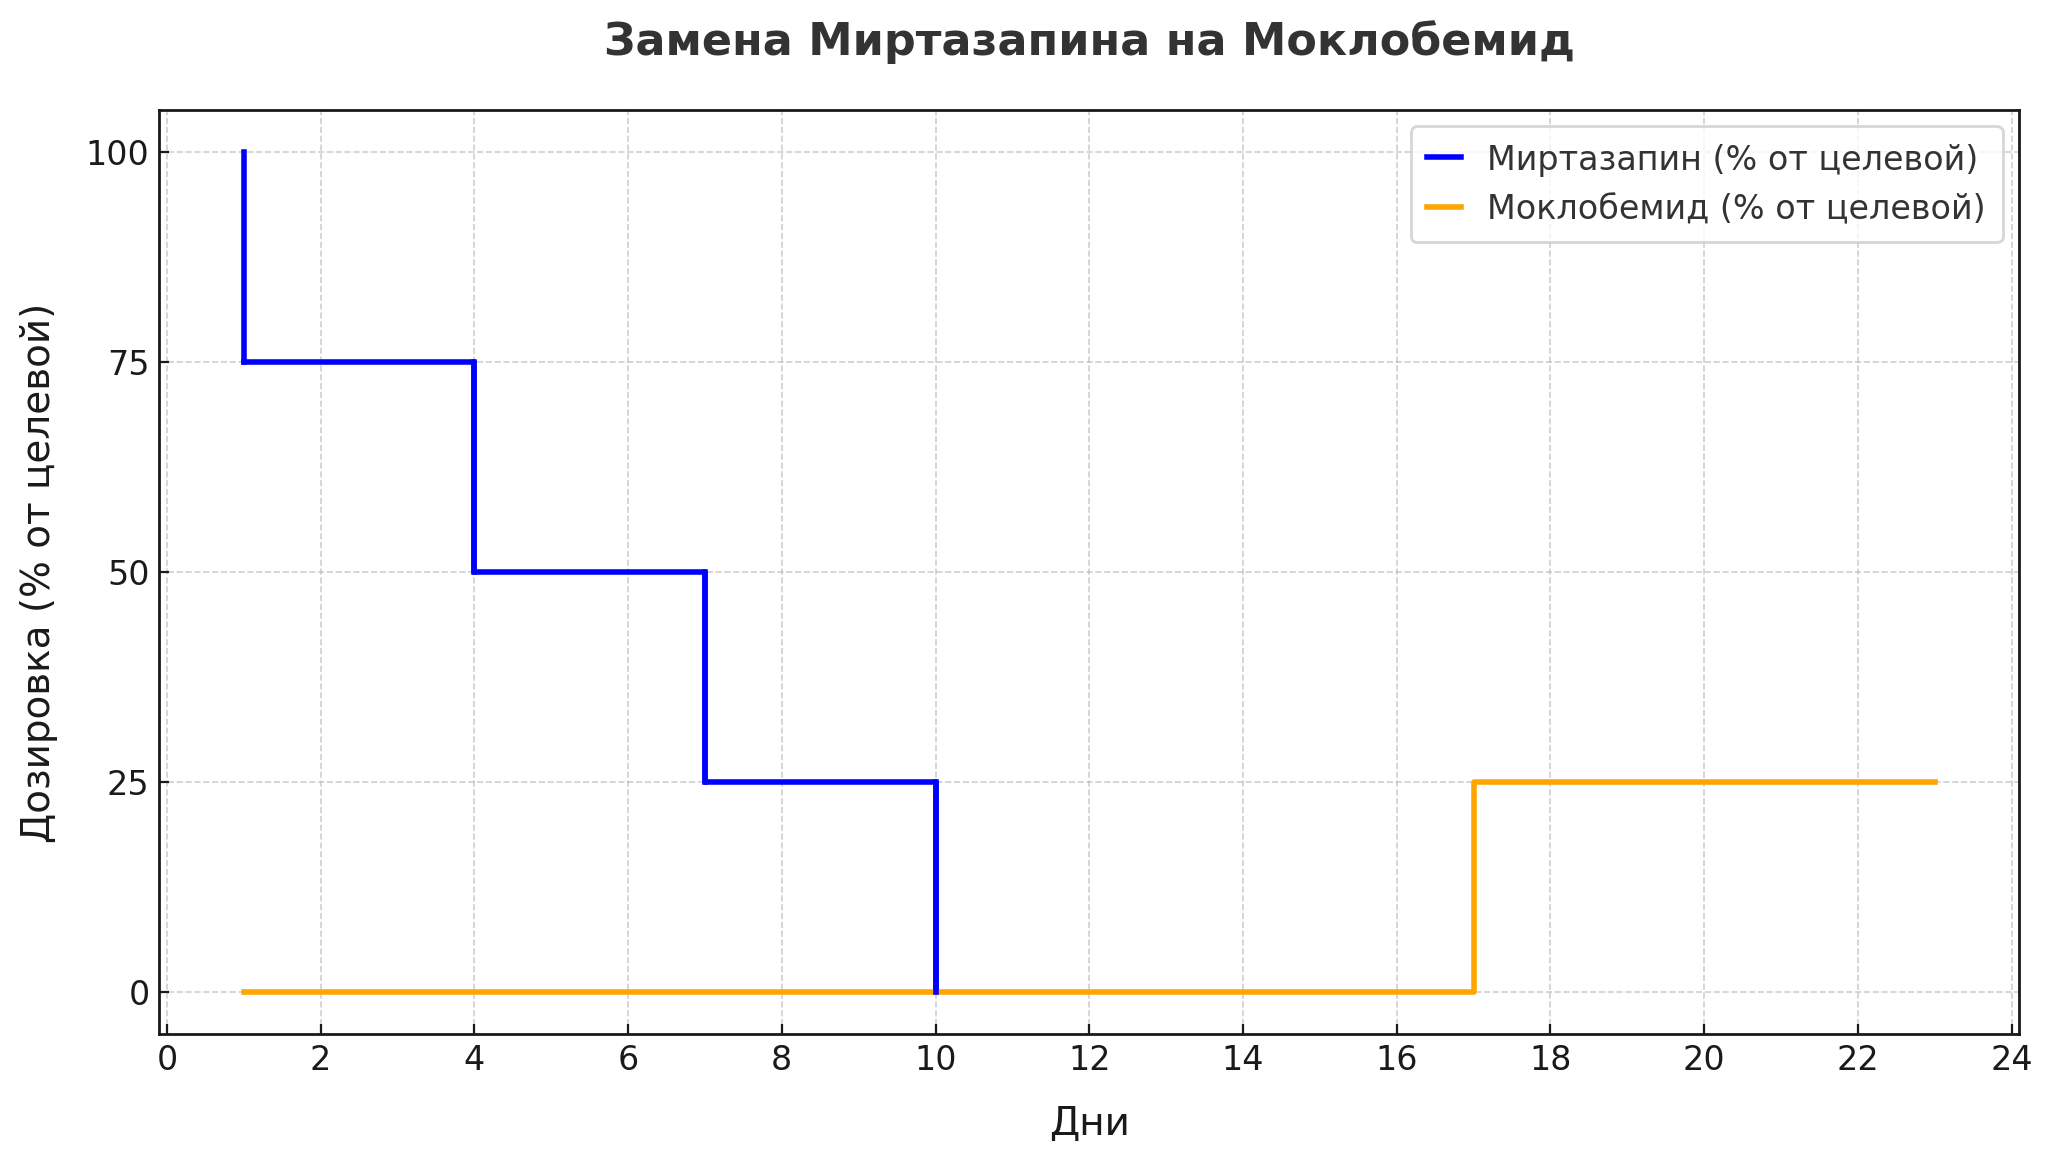 Замена Миртазапина на Моклобемид
Миртазапин (% от целевой)
Моклобемид (% от целевой)
Дозировка (% от целевой)
100
75
50
25
0
0 2 4 6 8 10 12 14 16 18 20 22 24
Дни